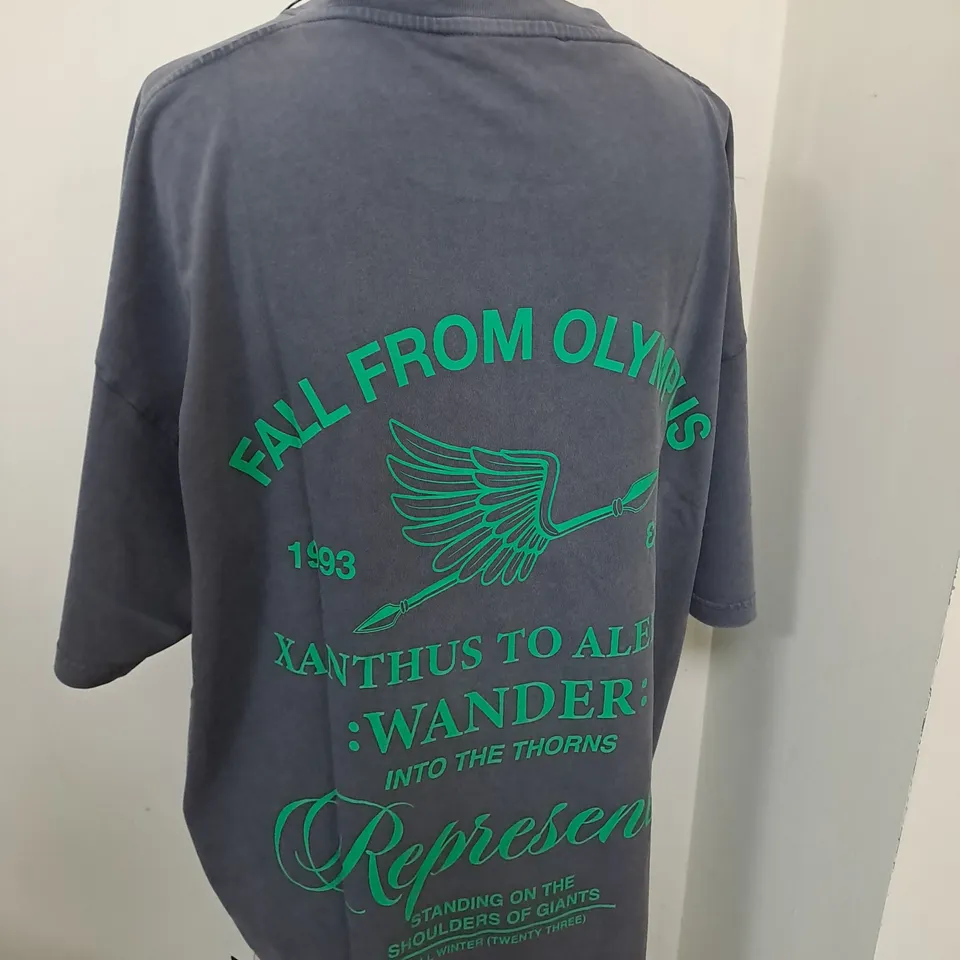 FALL FROM OLYMPUS
1993
XANTHUS TO
:WANDER:
INTO THE THORNS
Represent
STANDING ON THE
SHOULDERS OF GIANTS
WINTER (TWENTY THREE)